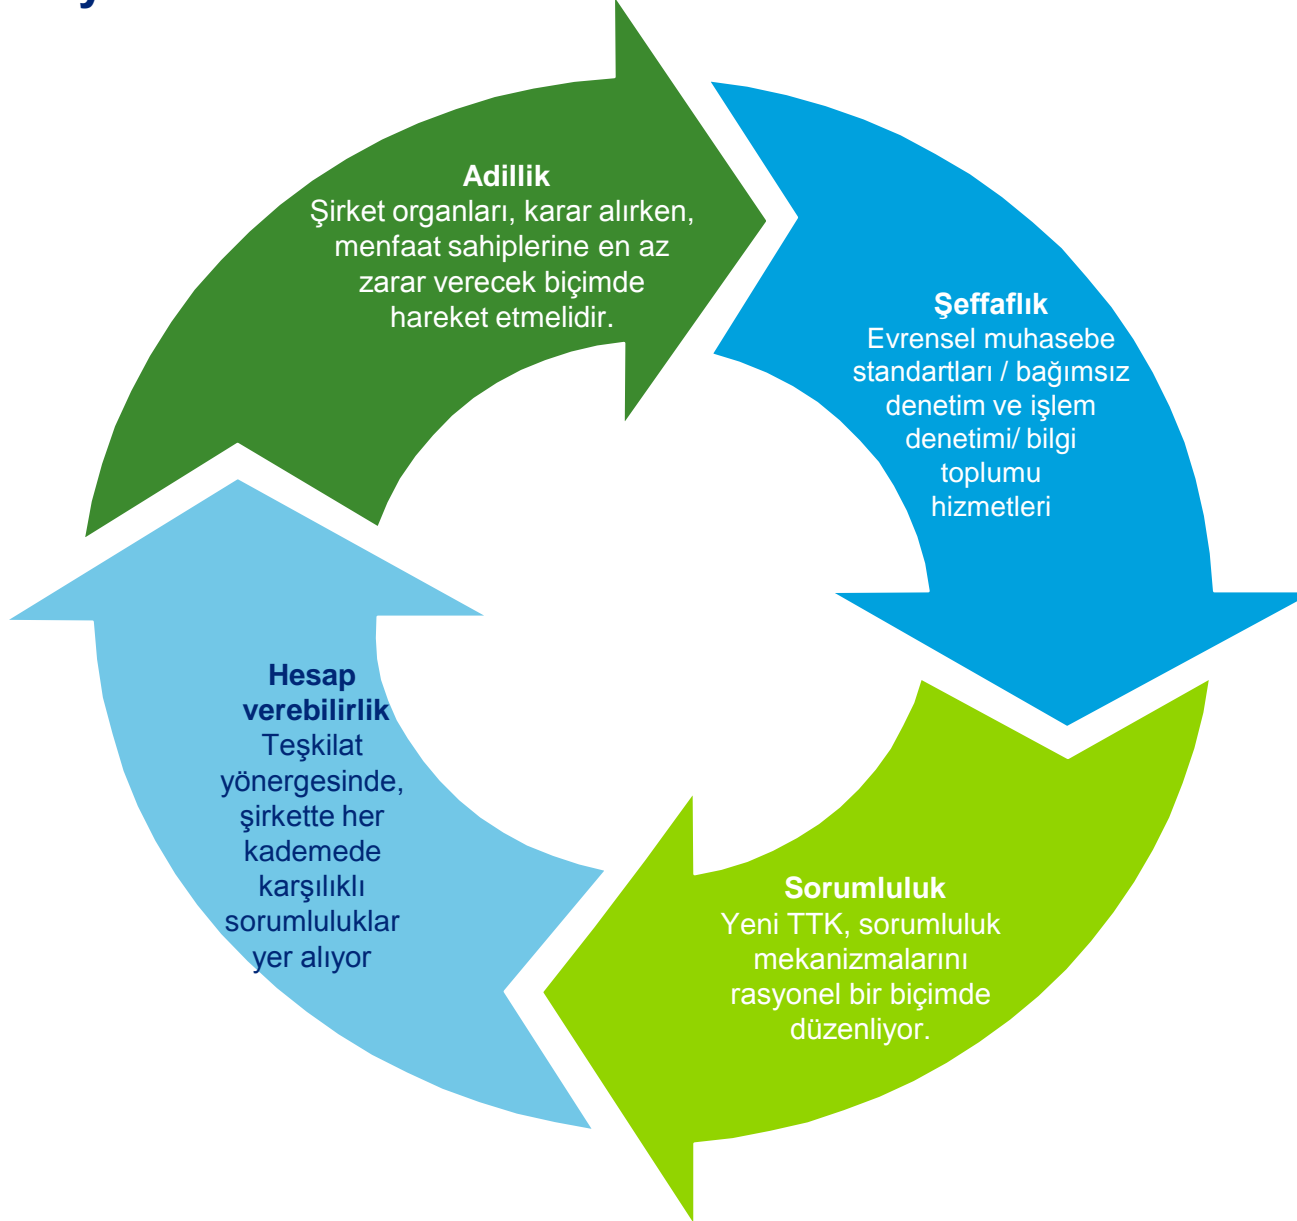 Adillik
Şirket organları, karar alırken,
menfaat sahiplerine en az
zarar verecek biçimde
hareket etmelidir.
Şeffaflık
Evrensel muhasebe
standartları / bağımsız
denetim ve işlem
denetimi/ bilgi
toplumu
hizmetleri
Sorumluluk
Yeni TTK, sorumluluk
mekanizmalarını
rasyonel bir biçimde
düzenliyor.
Hesap
verebilirlik
Teşkilat
yönergesinde,
şirkette her
kademede
karşılıklı
sorumluluklar
yer alıyor